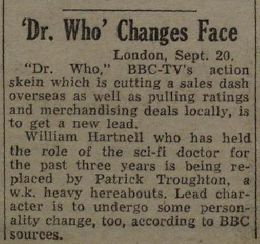 'Dr. Who' Changes Face
London, Sept. 20.
"Dr. Who," BBC-TV's action
skein which is cutting a sales dash
overseas as well as pulling ratings
and merchandising deals locally, is
to get a new lead.
William Hartnell who has held
the role of the sci-fi doctor for
the past three years is being re-
placed by Patrick Troughton, a
w.k. heavy hereabouts. Lead char-
acter is to undergo some person-
ality change, too, according to BBC
sources.